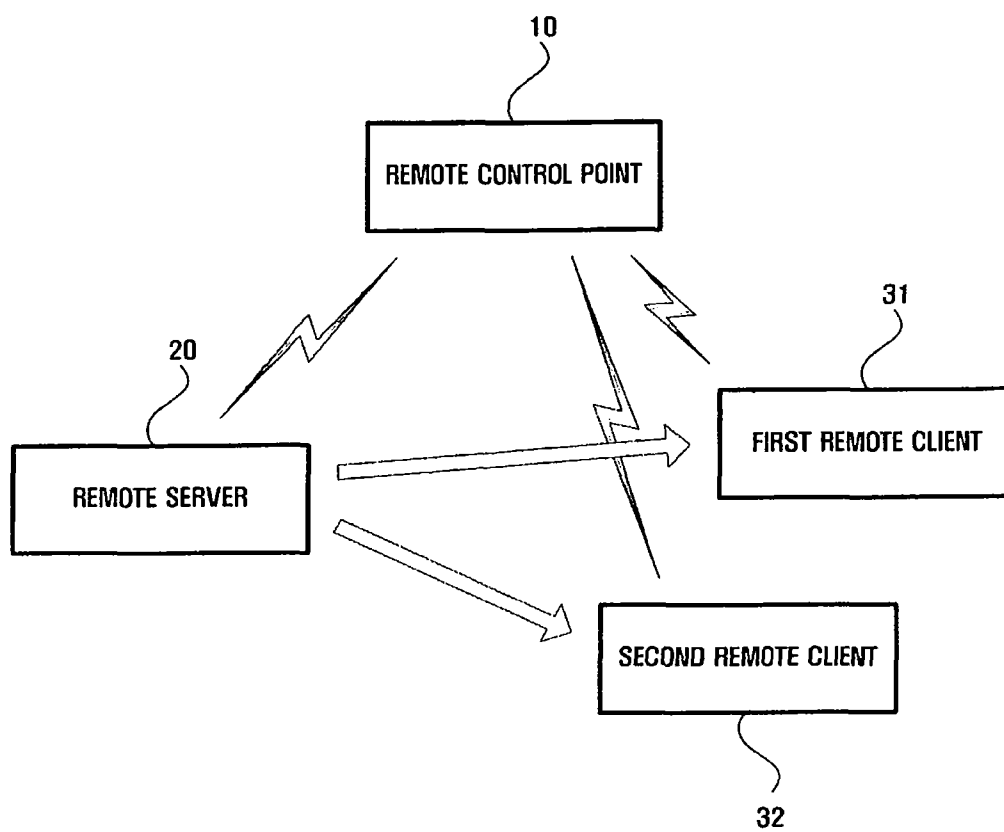 10
REMOTE CONTROL POINT
31
20
FIRST REMOTE CLIENT
REMOTE SERVER
SECOND REMOTE CLIENT
32